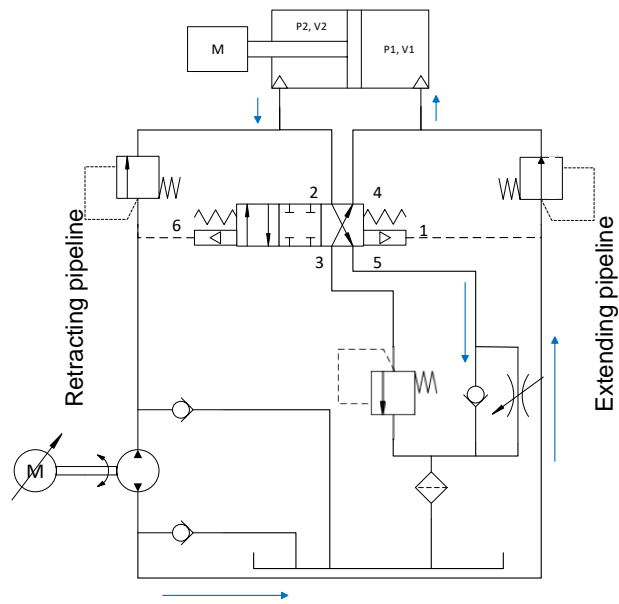 P2, V2
M
P1, V1
2
4
6
1
3
5
Retracting pipeline
Extending pipeline
M